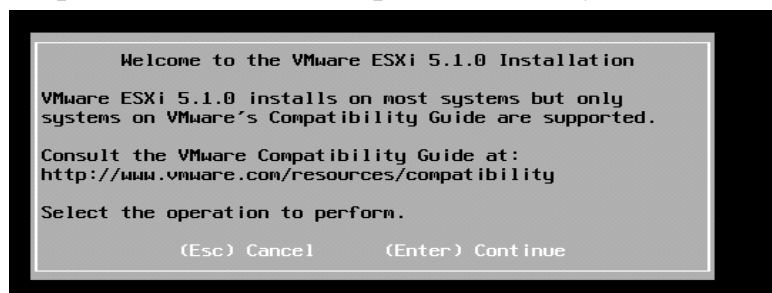 Welcome to the VMware ESXi 5.1.0 Installation
VMware ESXi 5.1.0 installs on most systems but only
systems on VMware's Compatibility Guide are supported.
Consult the VMware Compatibility Guide at:
http://www.vmware.com/resources/compatibility
Select the operation to perform.
(Esc) Cancel (Enter) Continue